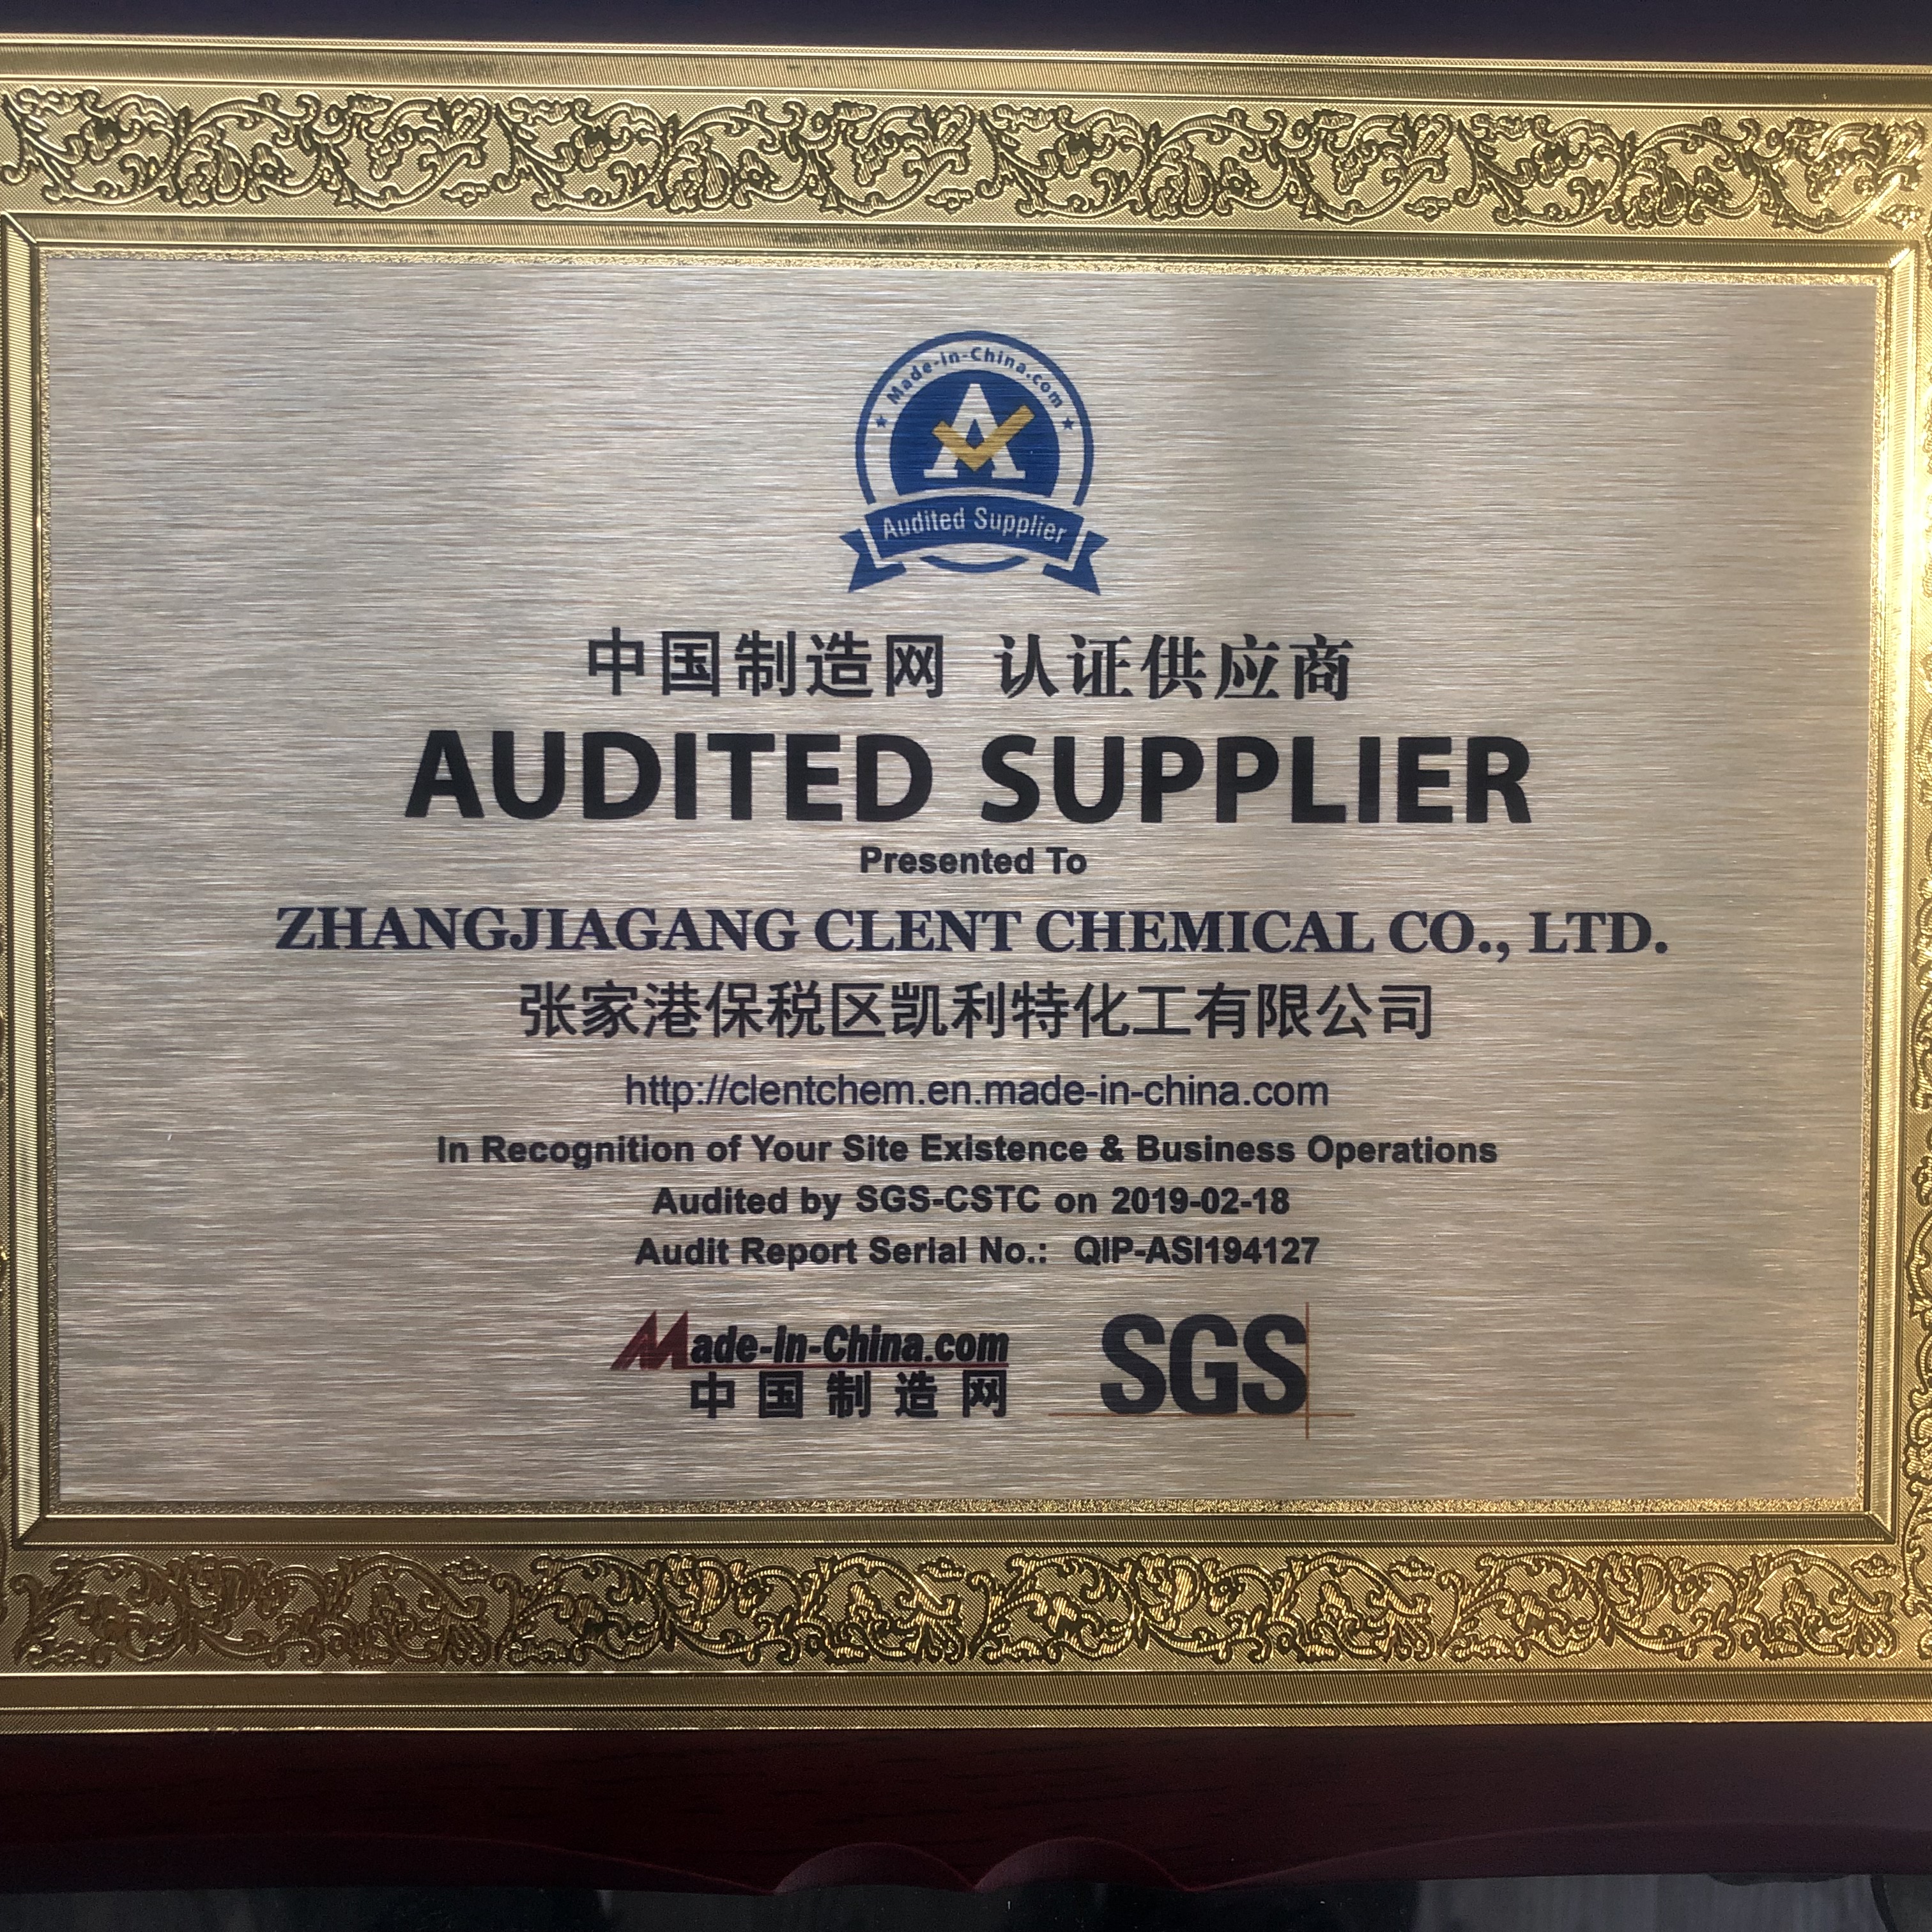 Made-in-China.com
Audited Supplier
中国制造网 认证供应商
AUDITED SUPPLIER
Presented To
ZHANGJIAGANG CLENT CHEMICAL CO., LTD.
张家港保税区凯利特化工有限公司
http://clentchem.en.made-in-china.com
In Recognition of Your Site Existence & Business Operations
Audited by SGS-CSTC on 2019-02-18
Audit Report Serial No.: QIP-ASI194127
Made-in-China.com
中国制造网
SGS